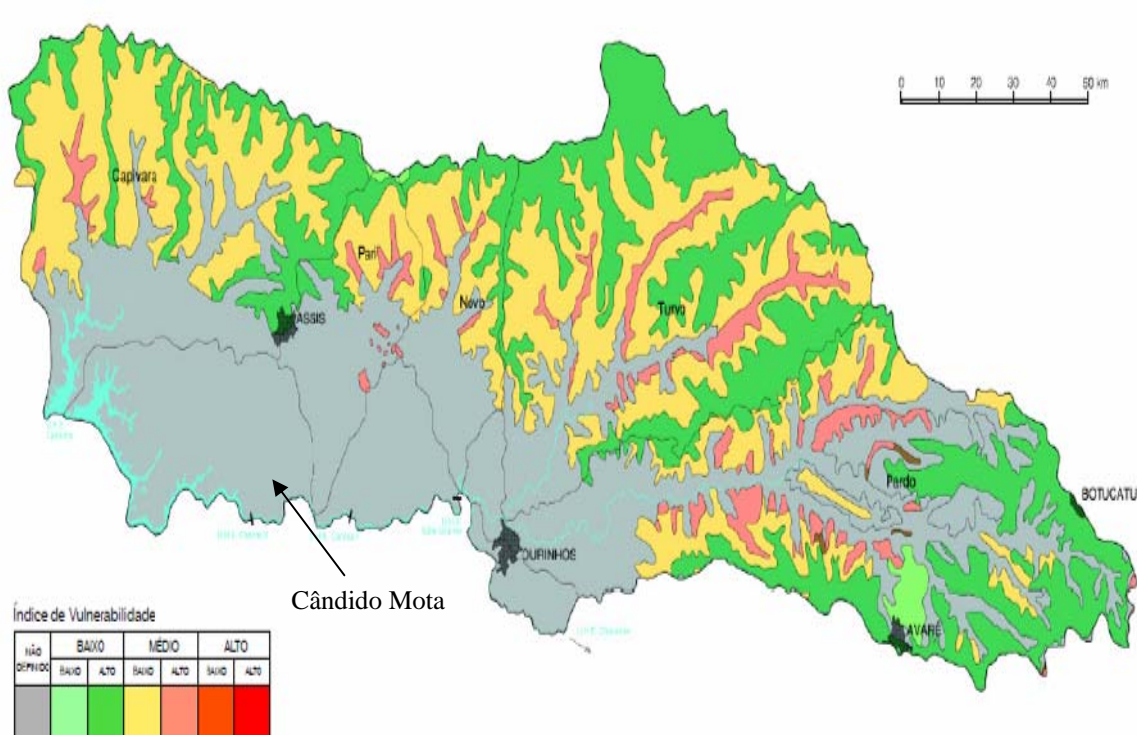 0 10 20 30 40 50 km
Capivara
Pari
Novo
Turvo
ASSIS
Pardo
BOTUCATU
OURINHOS
Cândido Mota
AVARÉ
Índice de Vulnerabilidade
NÃO DEFINIDO
BAIXO MÉDIO ALTO
BAIXO ALTO BAIXO ALTO BAIXO ALTO